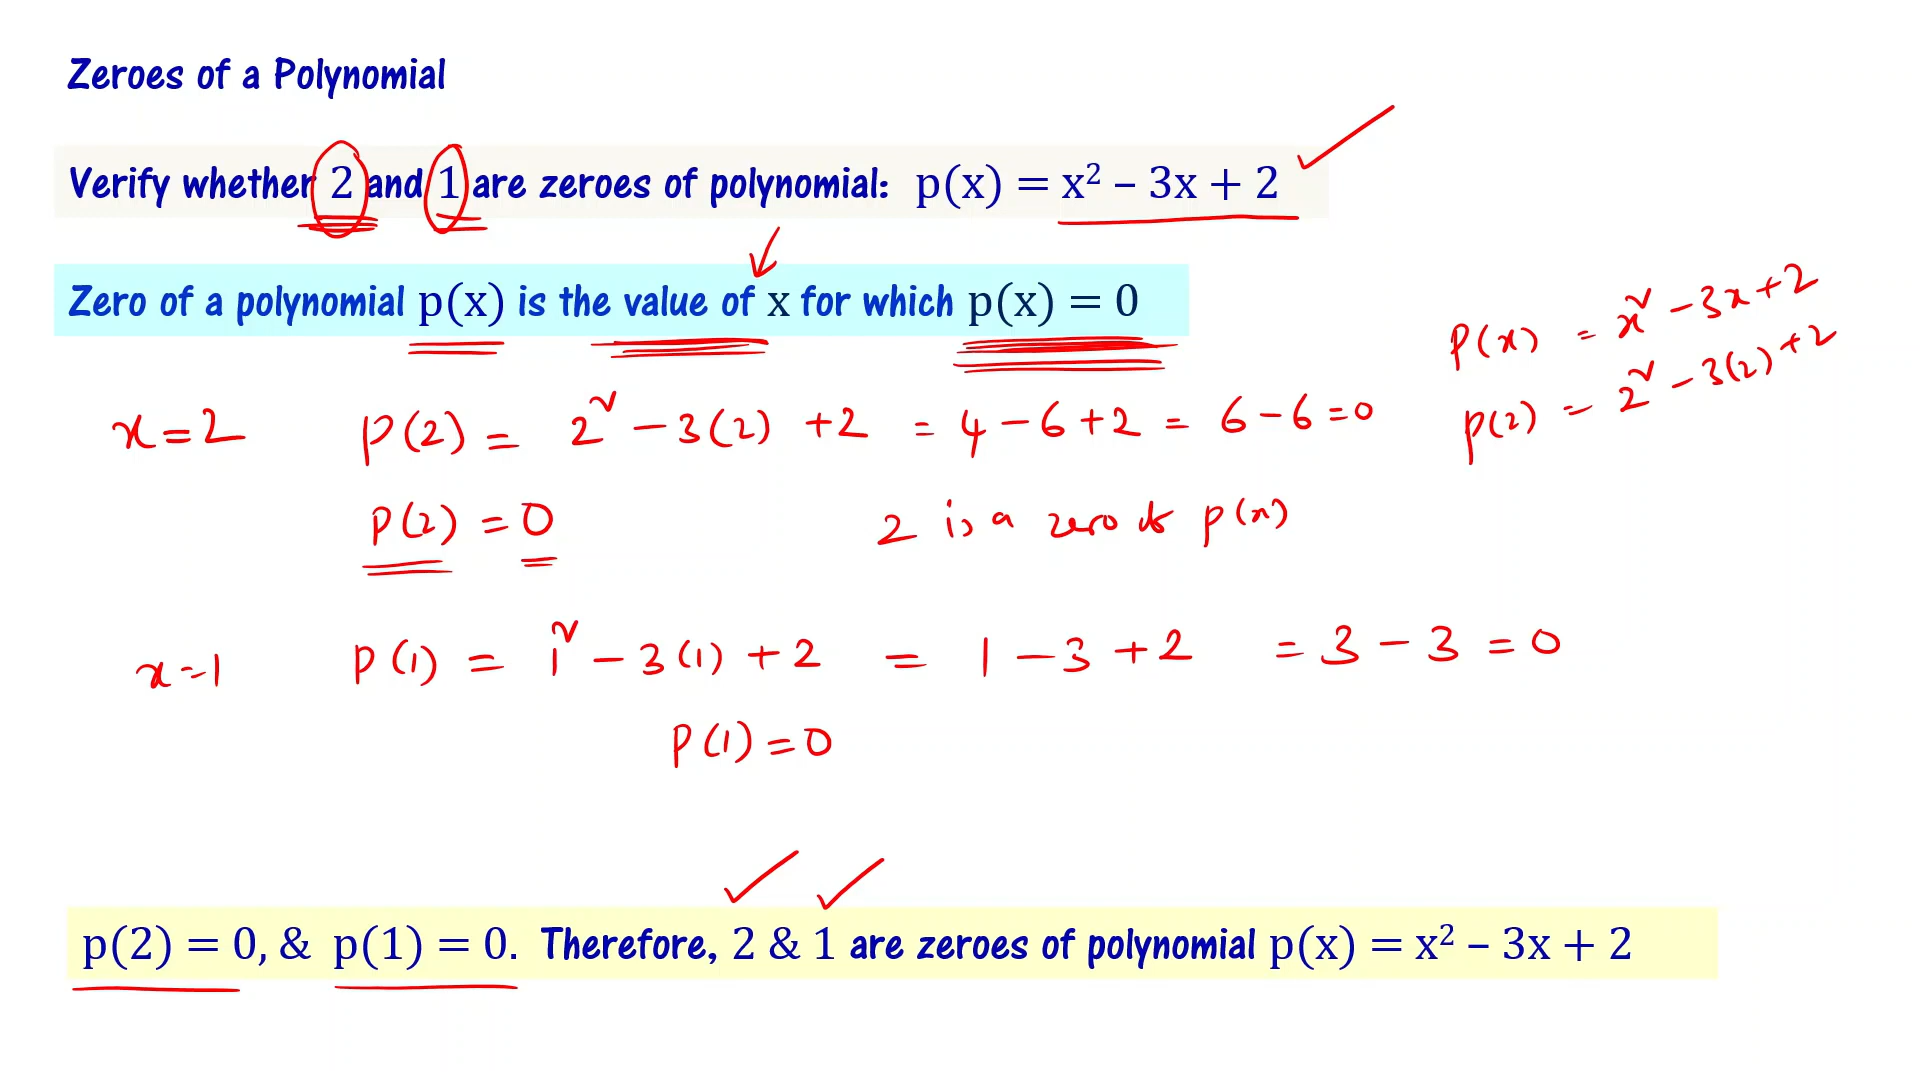 Zeroes of a Polynomial
Verify whether 2 and 1 are zeroes of polynomial: p(x) = x² – 3x + 2
Zero of a polynomial p(x) is the value of x for which p(x) = 0
P(x) = x² - 3x + 2
p(2) = 2² - 3(2) + 2
x = 2 P(2) = 2² - 3(2) + 2 = 4 - 6 + 2 = 6 - 6 = 0
P(2) = 0 2 is a zero of p(x)
x = 1 P(1) = 1² - 3(1) + 2 = 1 - 3 + 2 = 3 - 3 = 0
P(1) = 0
p(2) = 0, & p(1) = 0. Therefore, 2 & 1 are zeroes of polynomial p(x) = x² – 3x + 2